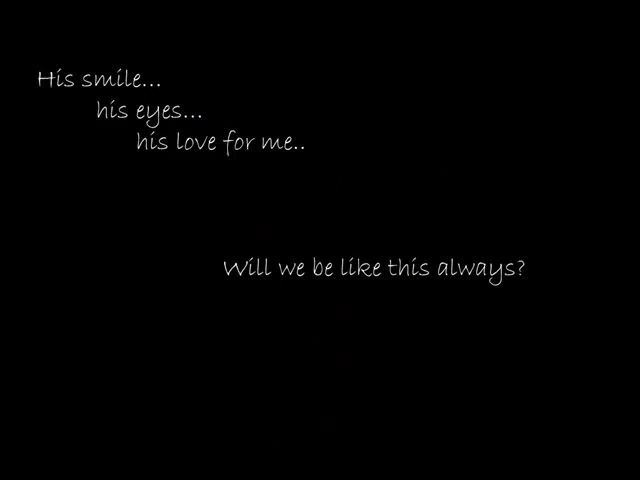 His smile...
his eyes...
his love for me..
Will we be like this always?